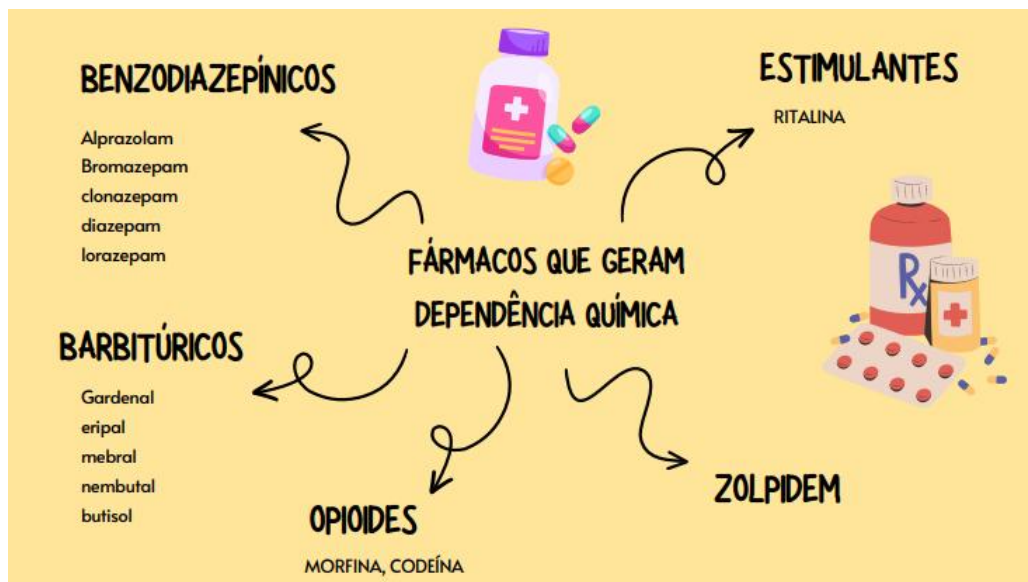 BENZODIAZEPÍNICOS
Alprazolam
Bromazepam
clonazepam
diazepam
lorazepam
ESTIMULANTES
RITALINA
FÁRMACOS QUE GERAM
DEPENDÊNCIA QUÍMICA
Rx
BARBITÚRICOS
Gardenal
eripal
mebral
nembutal
butisol
OPIOIDES
MORFINA, CODEÍNA
ZOLPIDEM